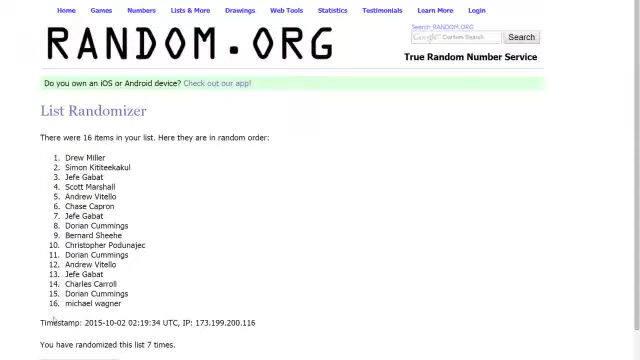 Home Games Numbers Lists & More Drawings Web Tools Statistics Testimonials Learn More Login
Search RANDOM.ORG
RANDOM.ORG
Google Custom Search Search
True Random Number Service
Do you own an iOS or Android device? Check out our app!
List Randomizer
There were 16 items in your list. Here they are in random order:
1. Drew Miller
2. Simon Kititeekakul
3. Jefe Gabat
4. Scott Marshall
5. Andrew Vitello
6. Chase Capron
7. Jefe Gabat
8. Dorian Cummings
9. Bernard Sheehe
10. Christopher Podunajec
11. Dorian Cummings
12. Andrew Vitello
13. Jefe Gabat
14. Charles Carroll
15. Dorian Cummings
16. michael wagner
Timestamp: 2015-10-02 02:19:34 UTC, IP: 173.199.200.116
You have randomized this list 7 times.